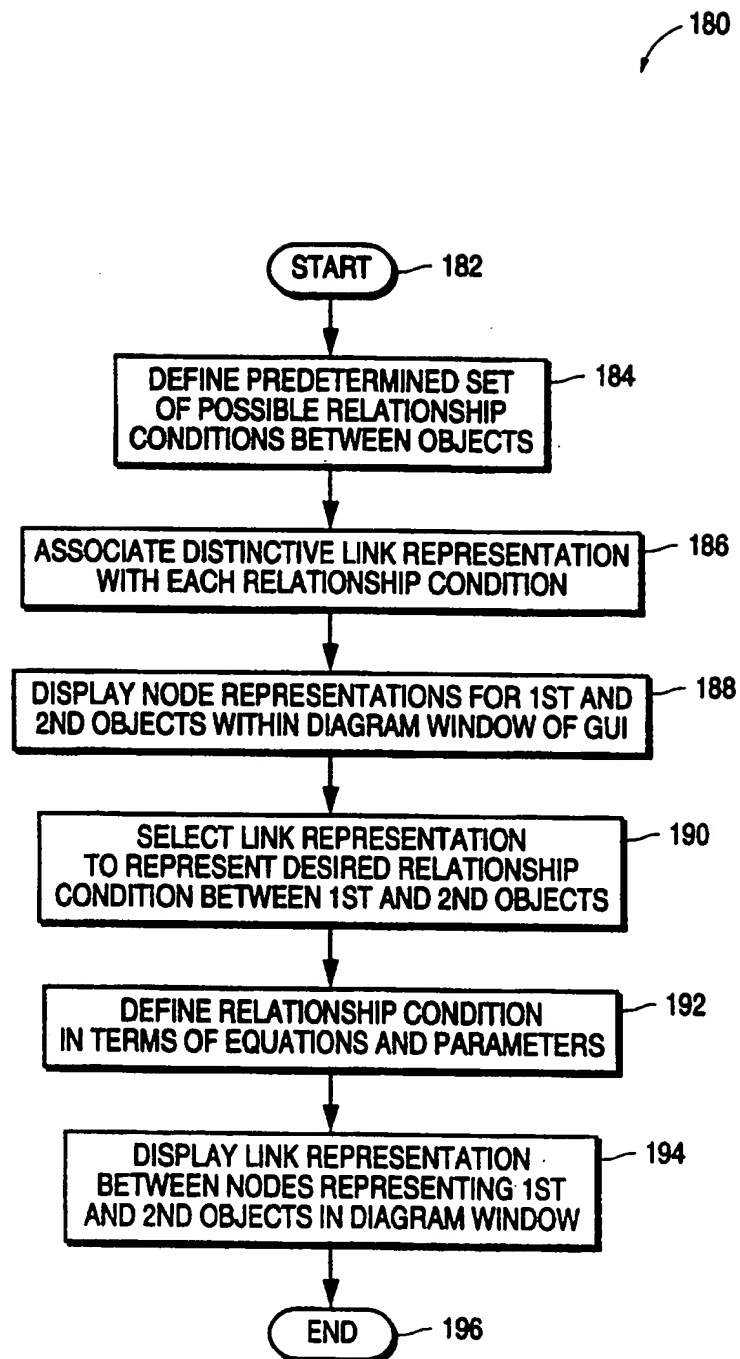 180
START
182
DEFINE PREDETERMINED SET
OF POSSIBLE RELATIONSHIP
CONDITIONS BETWEEN OBJECTS
184
ASSOCIATE DISTINCTIVE LINK REPRESENTATION
WITH EACH RELATIONSHIP CONDITION
186
DISPLAY NODE REPRESENTATIONS FOR 1ST AND
2ND OBJECTS WITHIN DIAGRAM WINDOW OF GUI
188
SELECT LINK REPRESENTATION
TO REPRESENT DESIRED RELATIONSHIP
CONDITION BETWEEN 1ST AND 2ND OBJECTS
190
DEFINE RELATIONSHIP CONDITION
IN TERMS OF EQUATIONS AND PARAMETERS
192
DISPLAY LINK REPRESENTATION
BETWEEN NODES REPRESENTING 1ST
AND 2ND OBJECTS IN DIAGRAM WINDOW
194
END
196